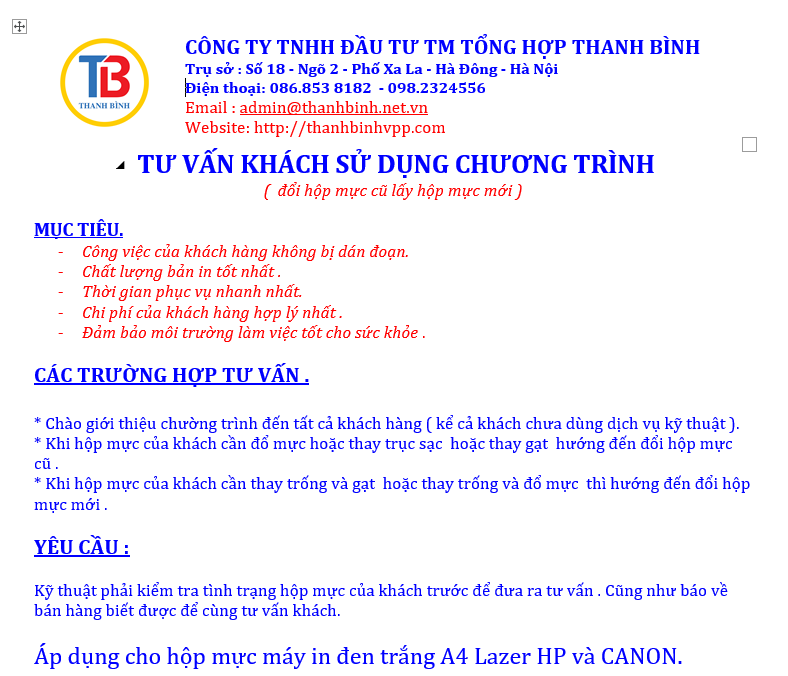 CÔNG TY TNHH ĐẦU TƯ TM TỔNG HỢP THANH BÌNH
Trụ sở : Số 18 - Ngõ 2 - Phố Xa La - Hà Đông - Hà Nội
Điện thoại: 086.853 8182 - 098.2324556
Email : admin@thanhbinh.net.vn
Website: http://thanhbinhvpp.com
TB
THANH BÌNH
TƯ VẤN KHÁCH SỬ DỤNG CHƯƠNG TRÌNH
( đổi hộp mực cũ lấy hộp mực mới )
MỤC TIÊU.
- Công việc của khách hàng không bị dán đoạn.
- Chất lượng bản in tốt nhất .
- Thời gian phục vụ nhanh nhất.
- Chi phí của khách hàng hợp lý nhất .
- Đảm bảo môi trường làm việc tốt cho sức khỏe .
CÁC TRƯỜNG HỢP TƯ VẤN .
* Chào giới thiệu chường trình đến tất cả khách hàng ( kể cả khách chưa dùng dịch vụ kỹ thuật ).
* Khi hộp mực của khách cần đổ mực hoặc thay trục sạc hoặc thay gạt hướng đến đổi hộp mực
cũ .
* Khi hộp mực của khách cần thay trống và gạt hoặc thay trống và đổ mực thì hướng đến đổi hộp
mực mới .
YÊU CẦU :
Kỹ thuật phải kiểm tra tình trạng hộp mực của khách trước để đưa ra tư vấn . Cũng như báo về
bán hàng biết được để cùng tư vấn khách.
Áp dụng cho hộp mực máy in đen trắng A4 Lazer HP và CANON.